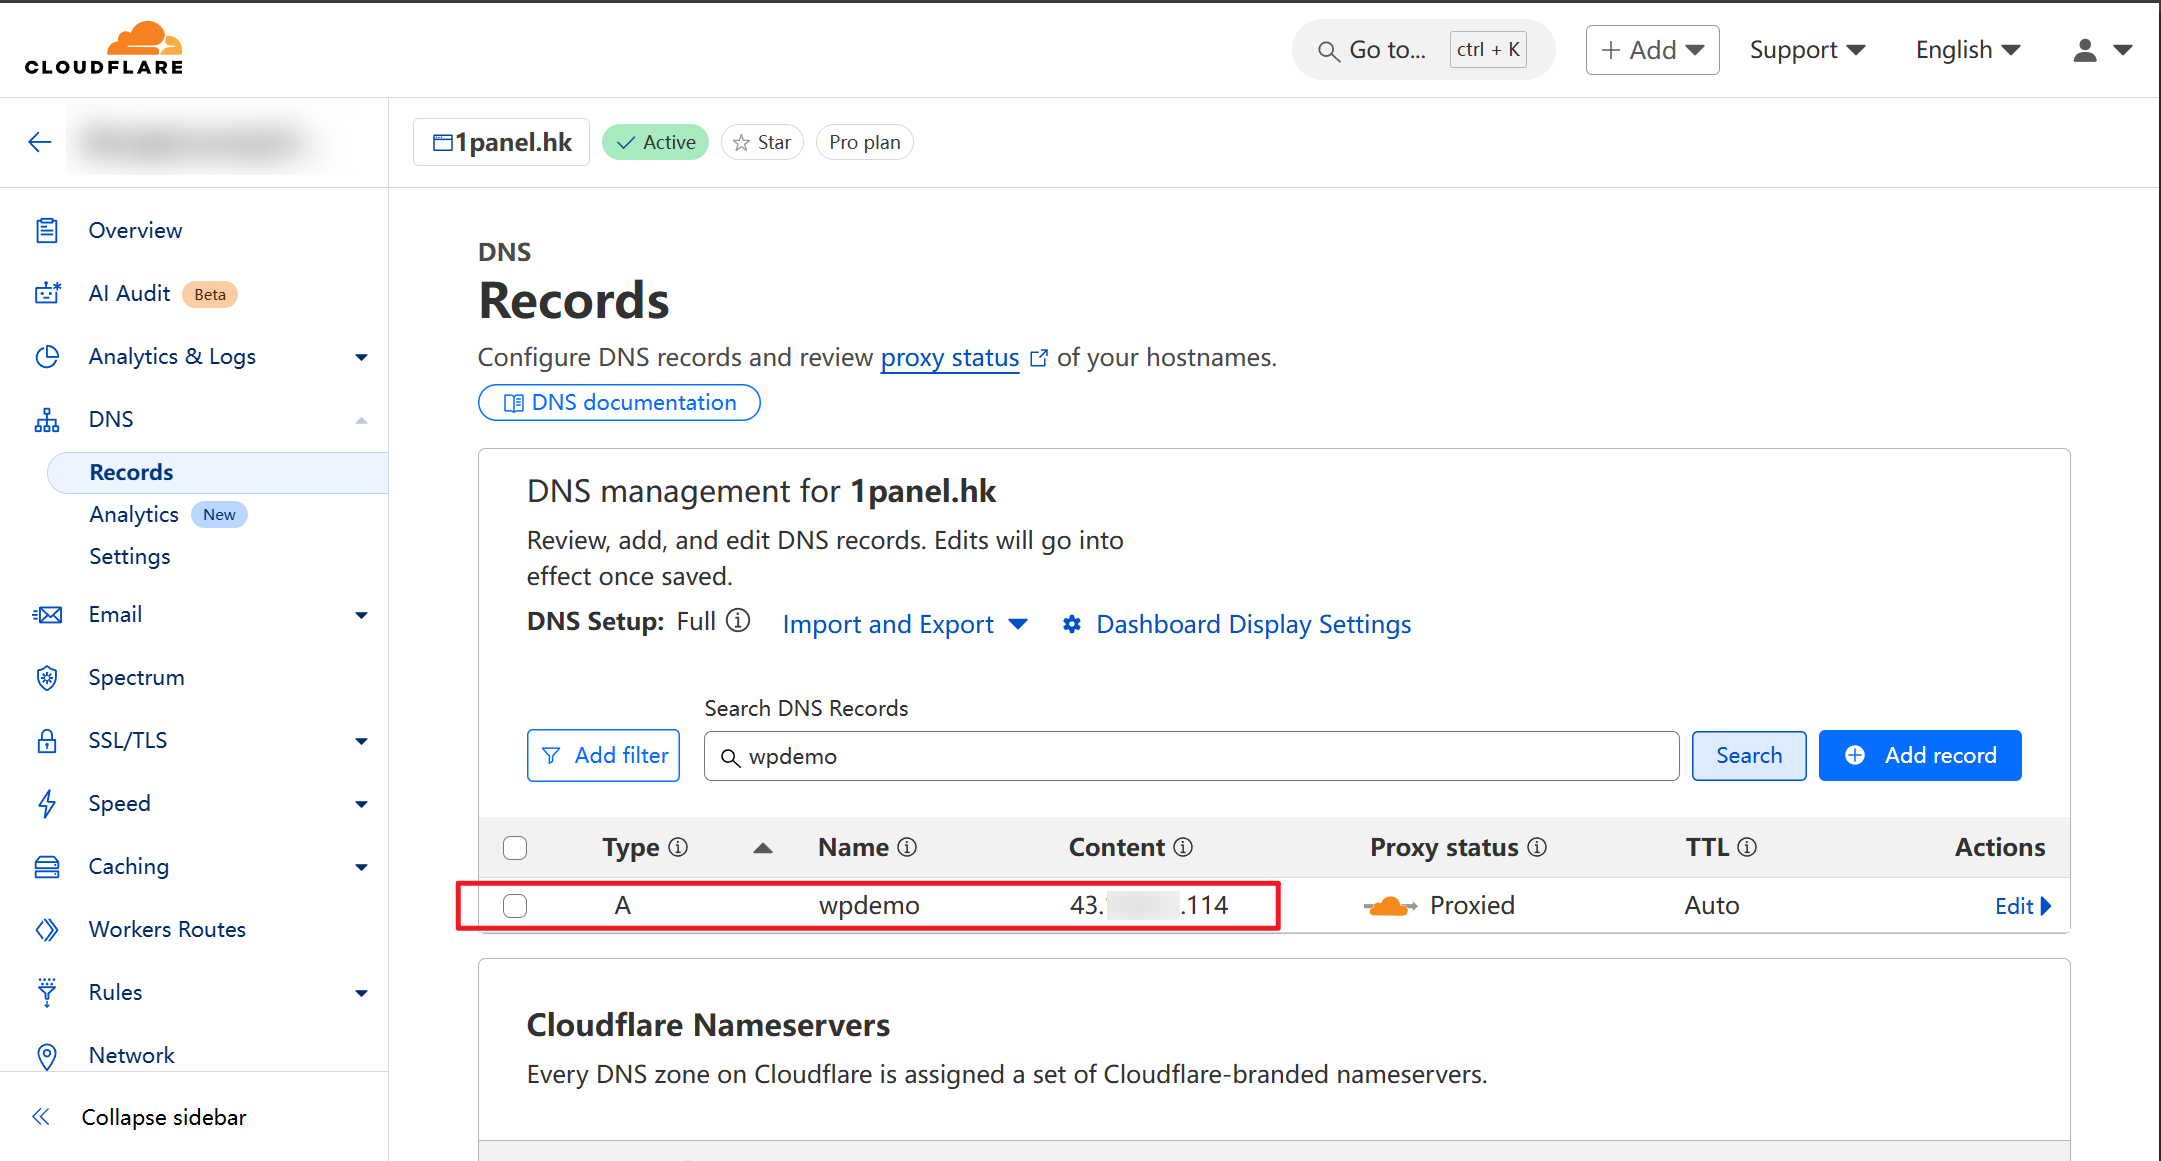 CLOUDFLARE
Go to... ctrl + K
Add
Support
English
1panel.hk
Active
Star
Pro plan
Overview
AI Audit Beta
Analytics & Logs
DNS
Records
Analytics New
Settings
Email
Spectrum
SSL/TLS
Speed
Caching
Workers Routes
Rules
Network
Collapse sidebar
DNS
Records
Configure DNS records and review proxy status of your hostnames.
DNS documentation
DNS management for 1panel.hk
Review, add, and edit DNS records. Edits will go into
effect once saved.
DNS Setup: Full Import and Export Dashboard Display Settings
Search DNS Records
Add filter wpdemo Search Add record
Type Name Content Proxy status TTL Actions
A wpdemo 43. .114 Proxied Auto Edit
Cloudflare Nameservers
Every DNS zone on Cloudflare is assigned a set of Cloudflare-branded nameservers.